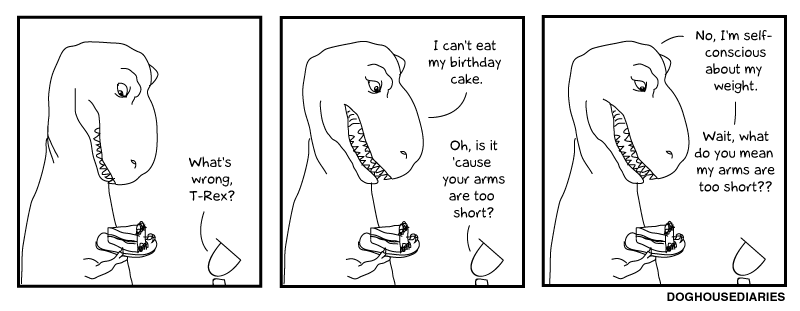 What's
wrong,
T-Rex?
I can't eat
my birthday
cake.
Oh, is it
'cause
your arms
are too
short?
No, I'm self-
conscious
about my
weight.
Wait, what
do you mean
my arms are
too short??
DOGHOUSEDIARIES